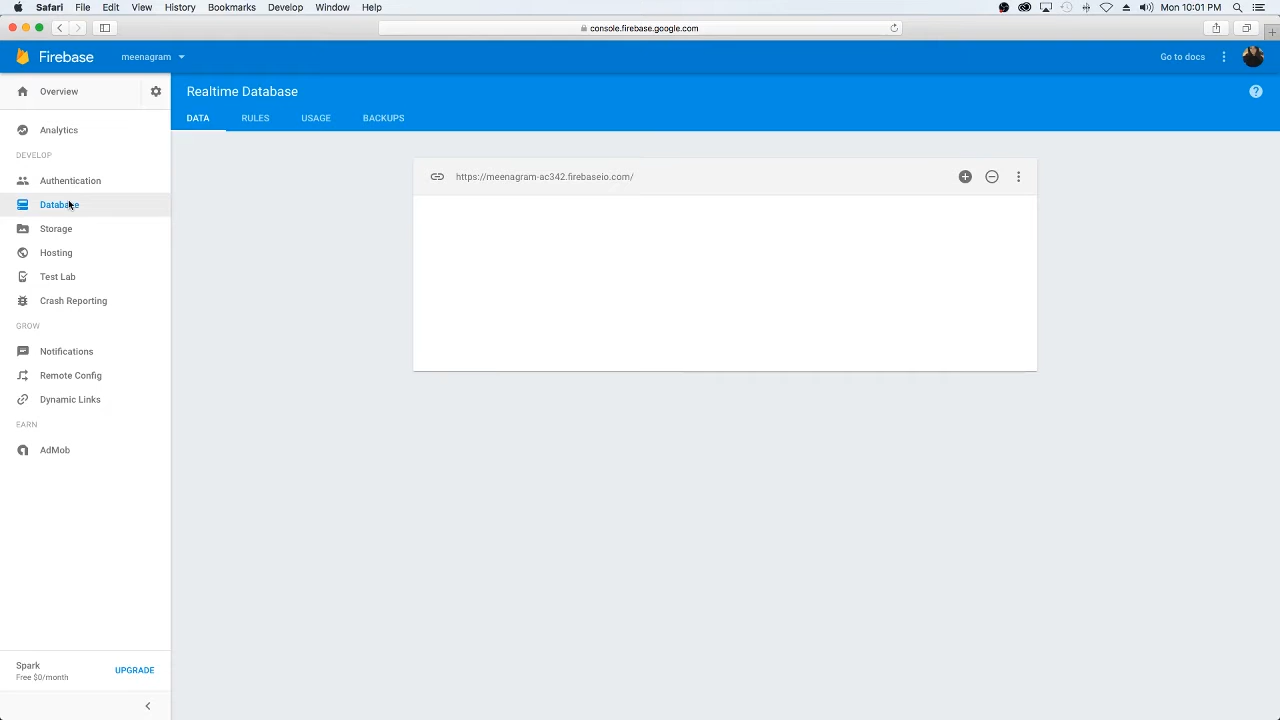 Safari File Edit View History Bookmarks Develop Window Help Mon 10:01 PM
console.firebase.google.com
Firebase meenagram Go to docs
Overview
Realtime Database
DATA RULES USAGE BACKUPS
Analytics
DEVELOP
Authentication
https://meenagram-ac342.firebaseio.com/
Database
Storage
Hosting
Test Lab
Crash Reporting
GROW
Notifications
Remote Config
Dynamic Links
EARN
AdMob
Spark
Free $0/month
UPGRADE